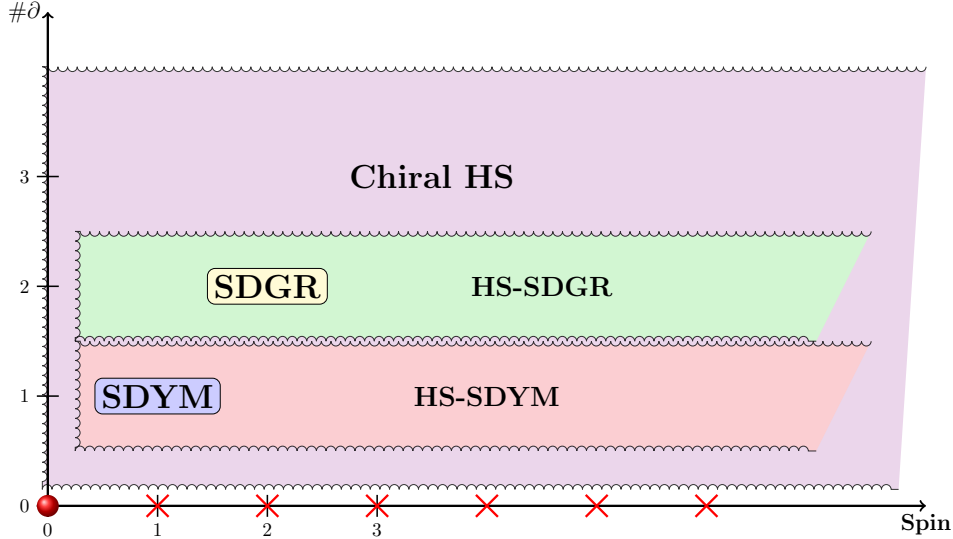 #∂
3
Chiral HS
2
SDGR
HS-SDGR
1
SDYM
HS-SDYM
0
0
1
2
3
Spin